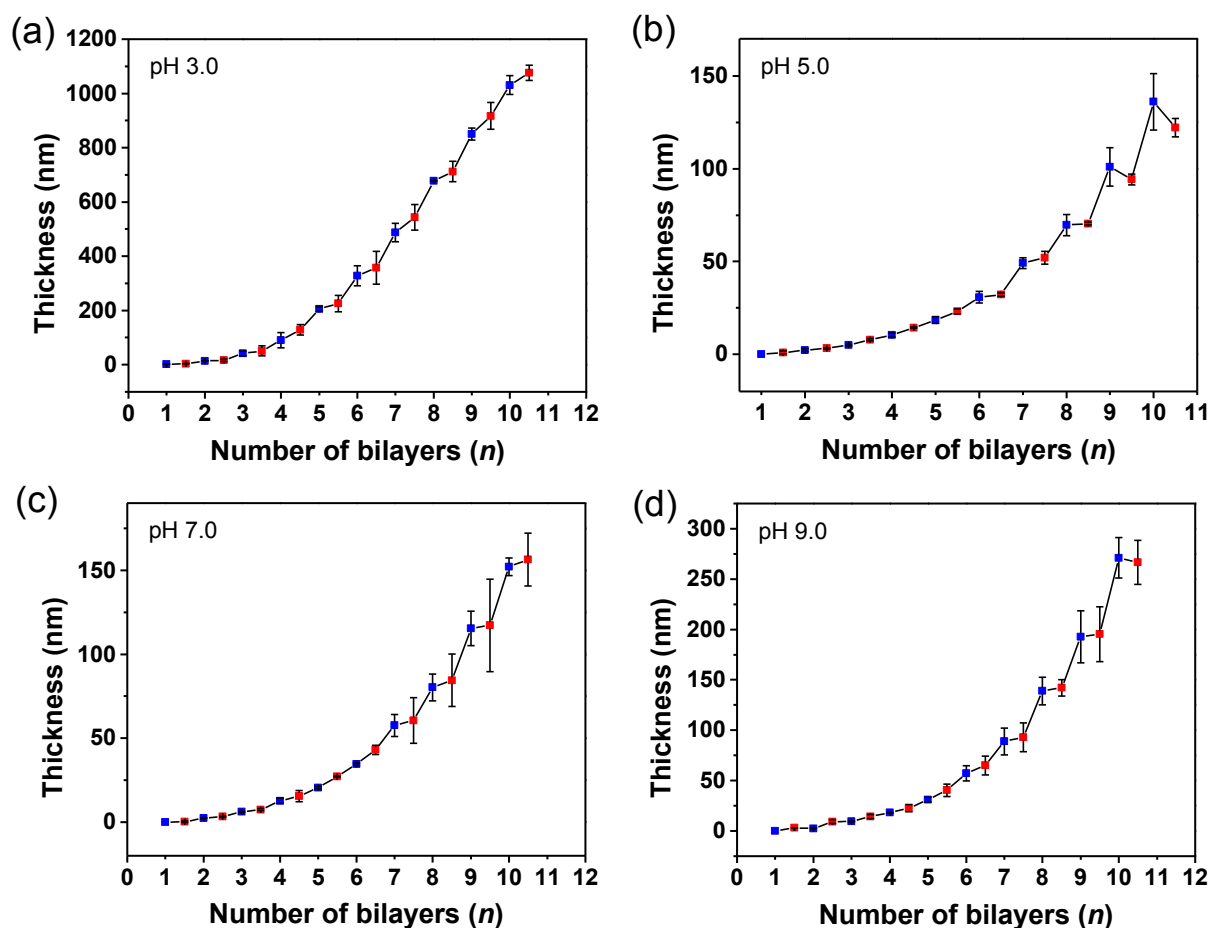 (a)
pH 3.0
Thickness (nm)
1200
1000
800
600
400
200
0
0 1 2 3 4 5 6 7 8 9 10 11 12
Number of bilayers (n)
(b)
pH 5.0
Thickness (nm)
150
100
50
0
1 2 3 4 5 6 7 8 9 10 11
Number of bilayers (n)
(c)
pH 7.0
Thickness (nm)
150
100
50
0
0 1 2 3 4 5 6 7 8 9 10 11 12
Number of bilayers (n)
(d)
pH 9.0
Thickness (nm)
300
250
200
150
100
50
0
0 1 2 3 4 5 6 7 8 9 10 11 12
Number of bilayers (n)